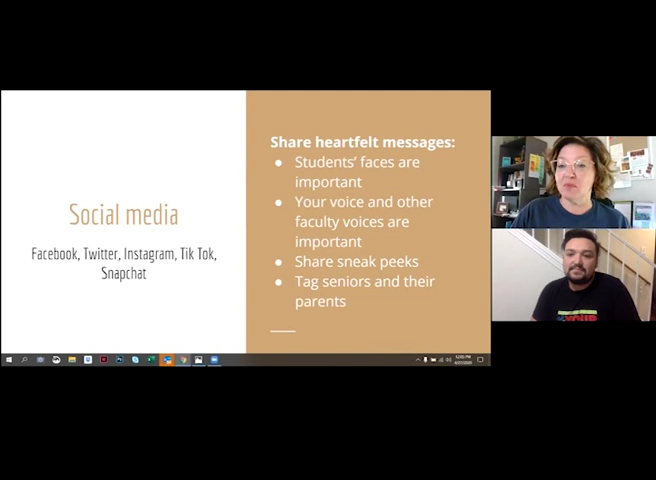 Social media
Facebook, Twitter, Instagram, Tik Tok,
Snapchat
Share heartfelt messages:
● Students’ faces are
important
● Your voice and other
faculty voices are
important
● Share sneak peeks
● Tag seniors and their
parents